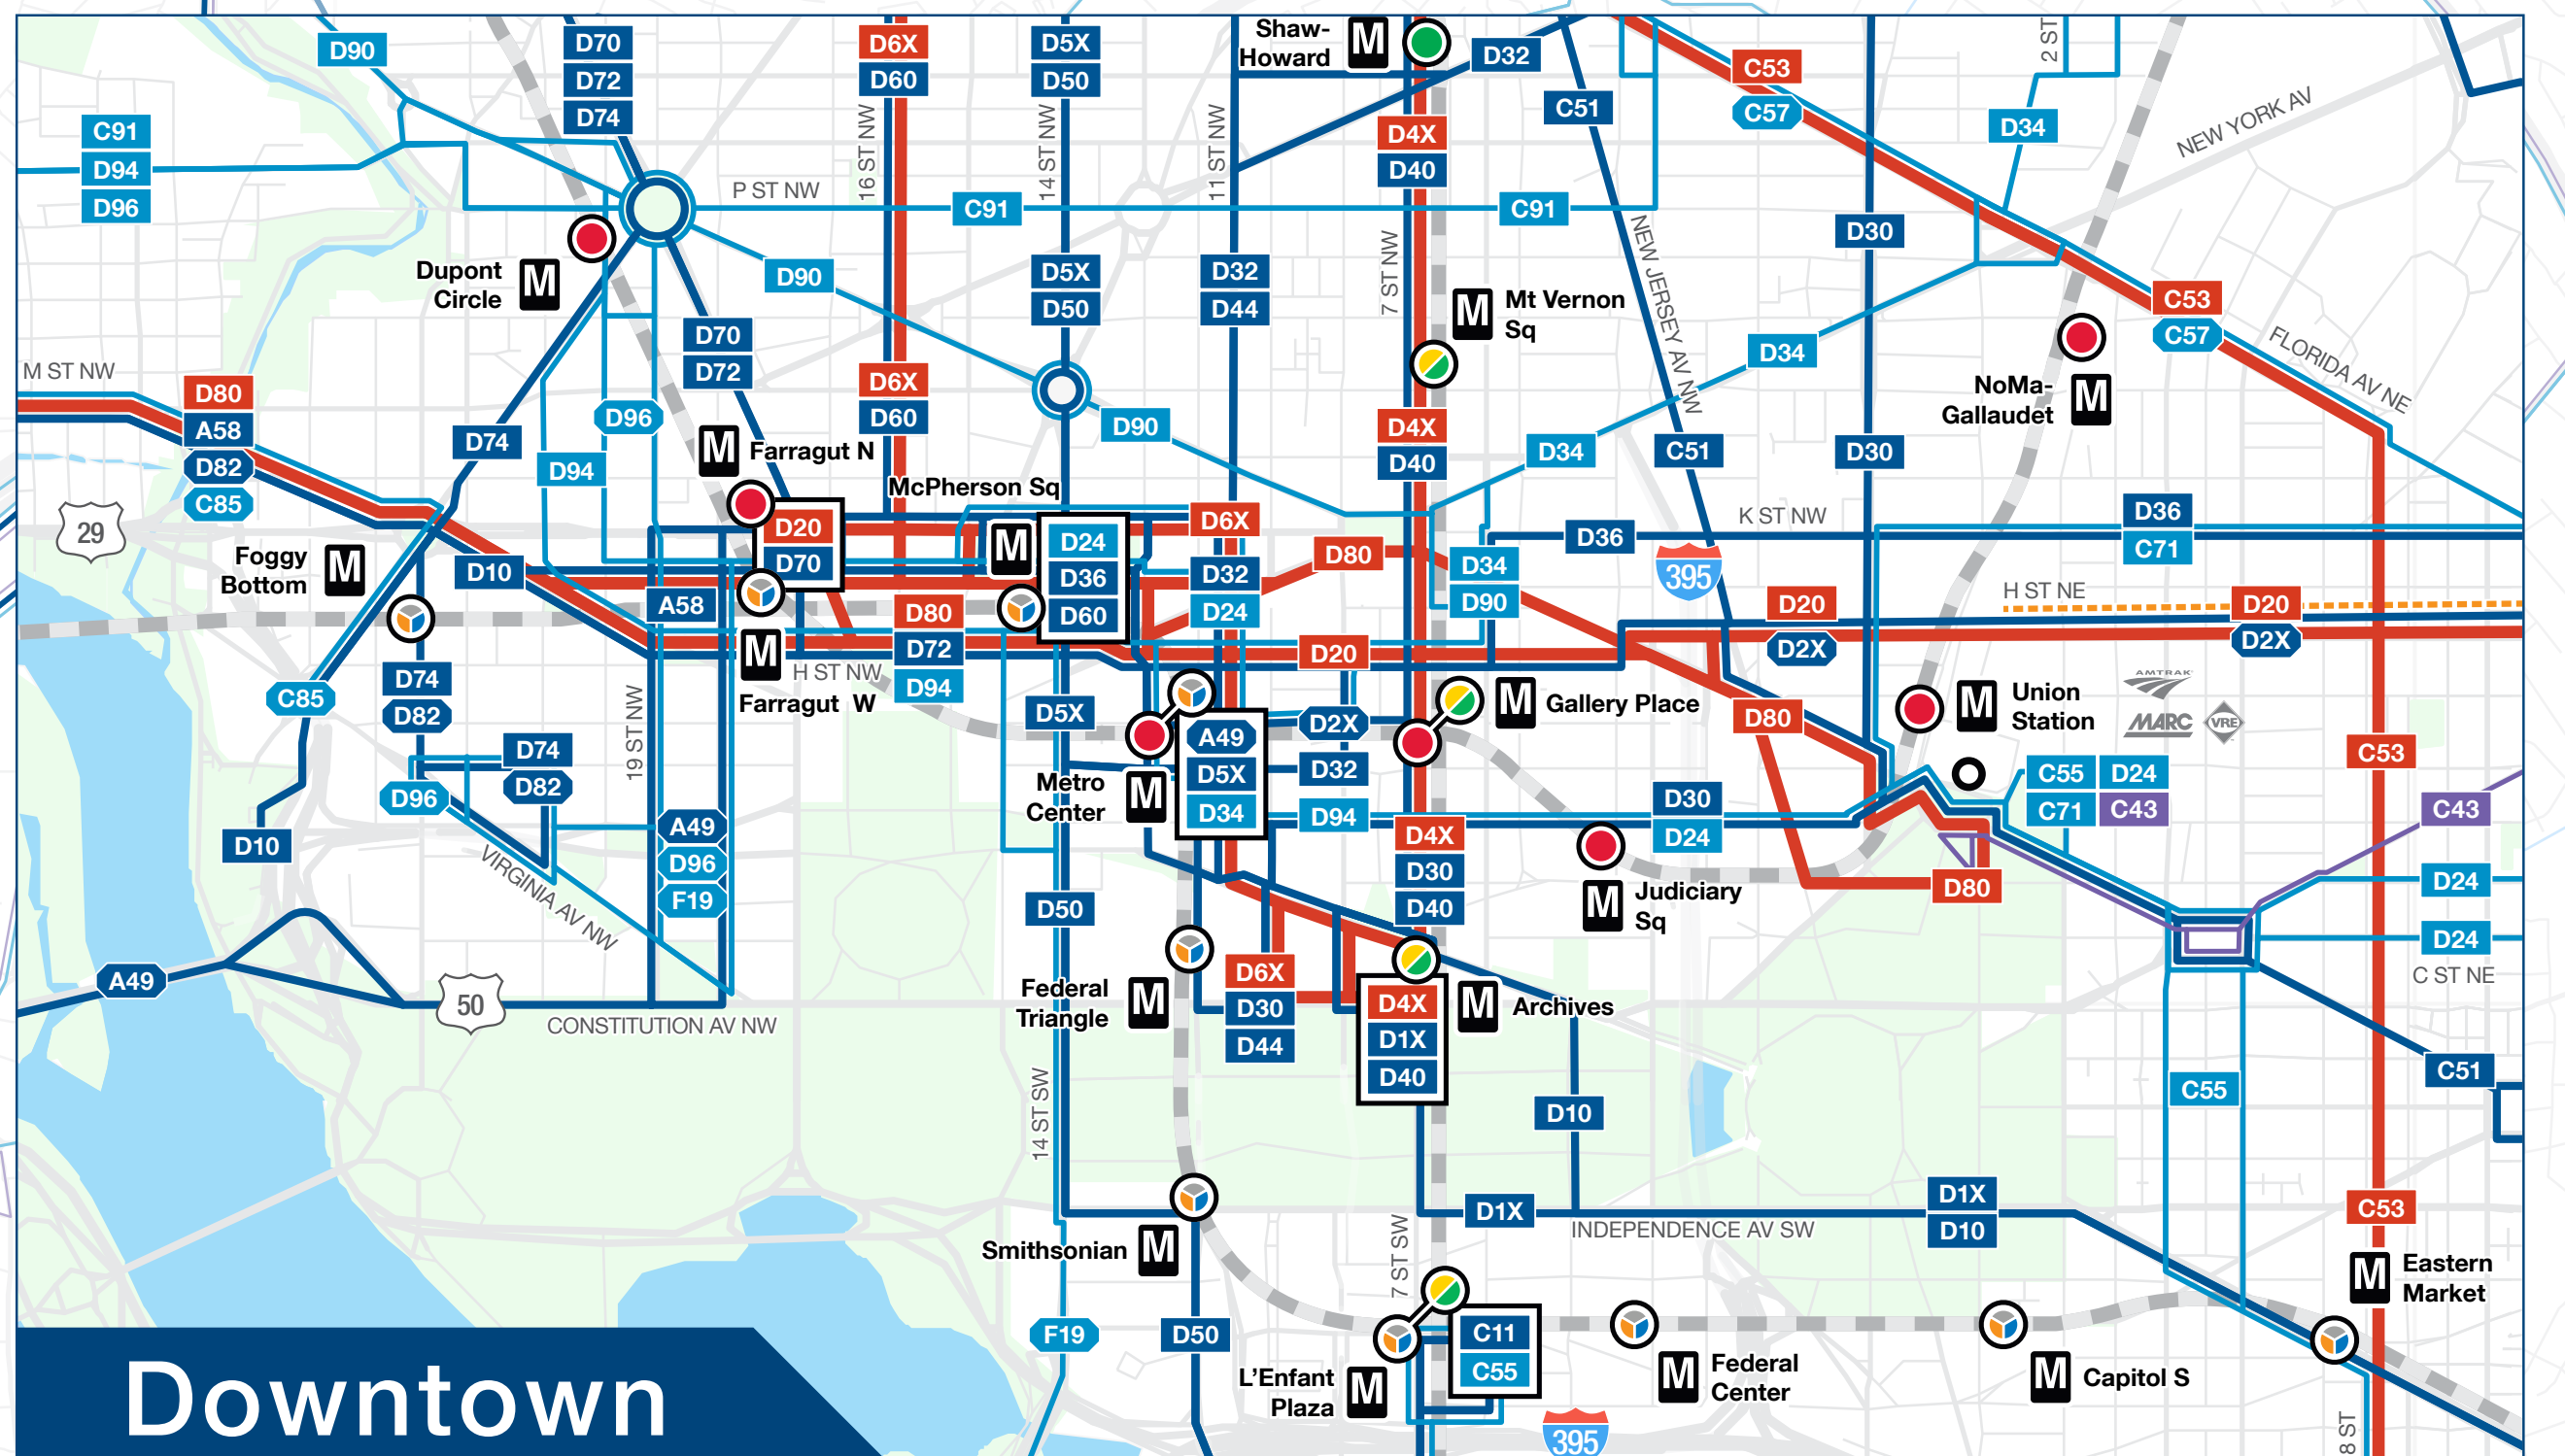 D90
D70
D72
D74
D6X
D60
D5X
D50
Shaw-
Howard
M
D32
2 ST
C53
C57
C51
D4X
D40
D34
NEW YORK AV
C91
D94
D96
16 ST NW
14 ST NW
11 ST NW
P ST NW
C91
C91
D30
Dupont
Circle
M
D90
D5X
D50
D32
D44
7 ST NW
NEW JERSEY AV NW
M
Mt Vernon
Sq
C53
C57
FLORIDA AV NE
D70
D72
D34
M ST NW
D80
A58
D82
C85
D6X
D60
D96
D90
D4X
D40
NoMa-
Gallaudet
M
D74
D94
M
Farragut N
D34
C51
D30
McPherson Sq
M
29
D20
D70
D24
D36
D60
D6X
D32
D24
D80
D34
D90
D36
K ST NW
D36
C71
395
Foggy
Bottom
M
D10
A58
D80
D72
D94
H ST NE
D20
D2X
D20
D2X
M
Farragut W
H ST NW
D20
C85
D74
D82
19 ST NW
D5X
A49
D5X
D34
D2X
D32
D94
M
Gallery Place
D80
M
Union
Station
AMTRAK
MARC
VRE
C53
D74
D82
D96
Metro
Center
M
D30
D24
C55
D24
C71
C43
C43
D10
A49
D96
F19
VIRGINIA AV NW
D4X
D30
D40
M
Judiciary
Sq
D80
D24
D24
C ST NE
D50
A49
50
CONSTITUTION AV NW
Federal
Triangle
M
D6X
D30
D44
D4X
D1X
D40
M
Archives
D10
C55
C51
14 ST SW
D1X
INDEPENDENCE AV SW
D1X
D10
C53
Smithsonian
M
7 ST SW
M
Eastern
Market
F19
D50
L'Enfant
Plaza
M
C11
C55
M
Federal
Center
M
Capitol S
395
8 ST
Downtown